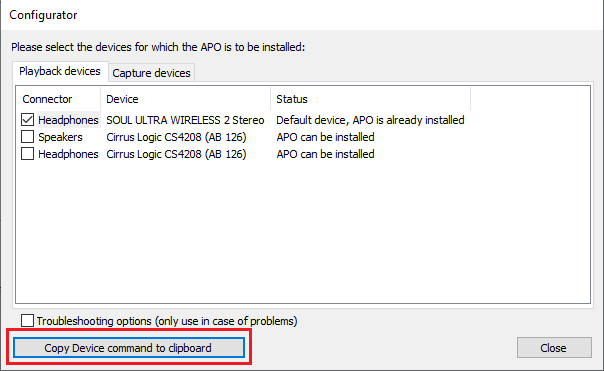 Configurator
Please select the devices for which the APO is to be installed:
Playback devices Capture devices
Connector Device Status
Headphones SOUL ULTRA WIRELESS 2 Stereo Default device, APO is already installed
Speakers Cirrus Logic CS4208 (AB 126) APO can be installed
Headphones Cirrus Logic CS4208 (AB 126) APO can be installed
Troubleshooting options (only use in case of problems)
Copy Device command to clipboard Close